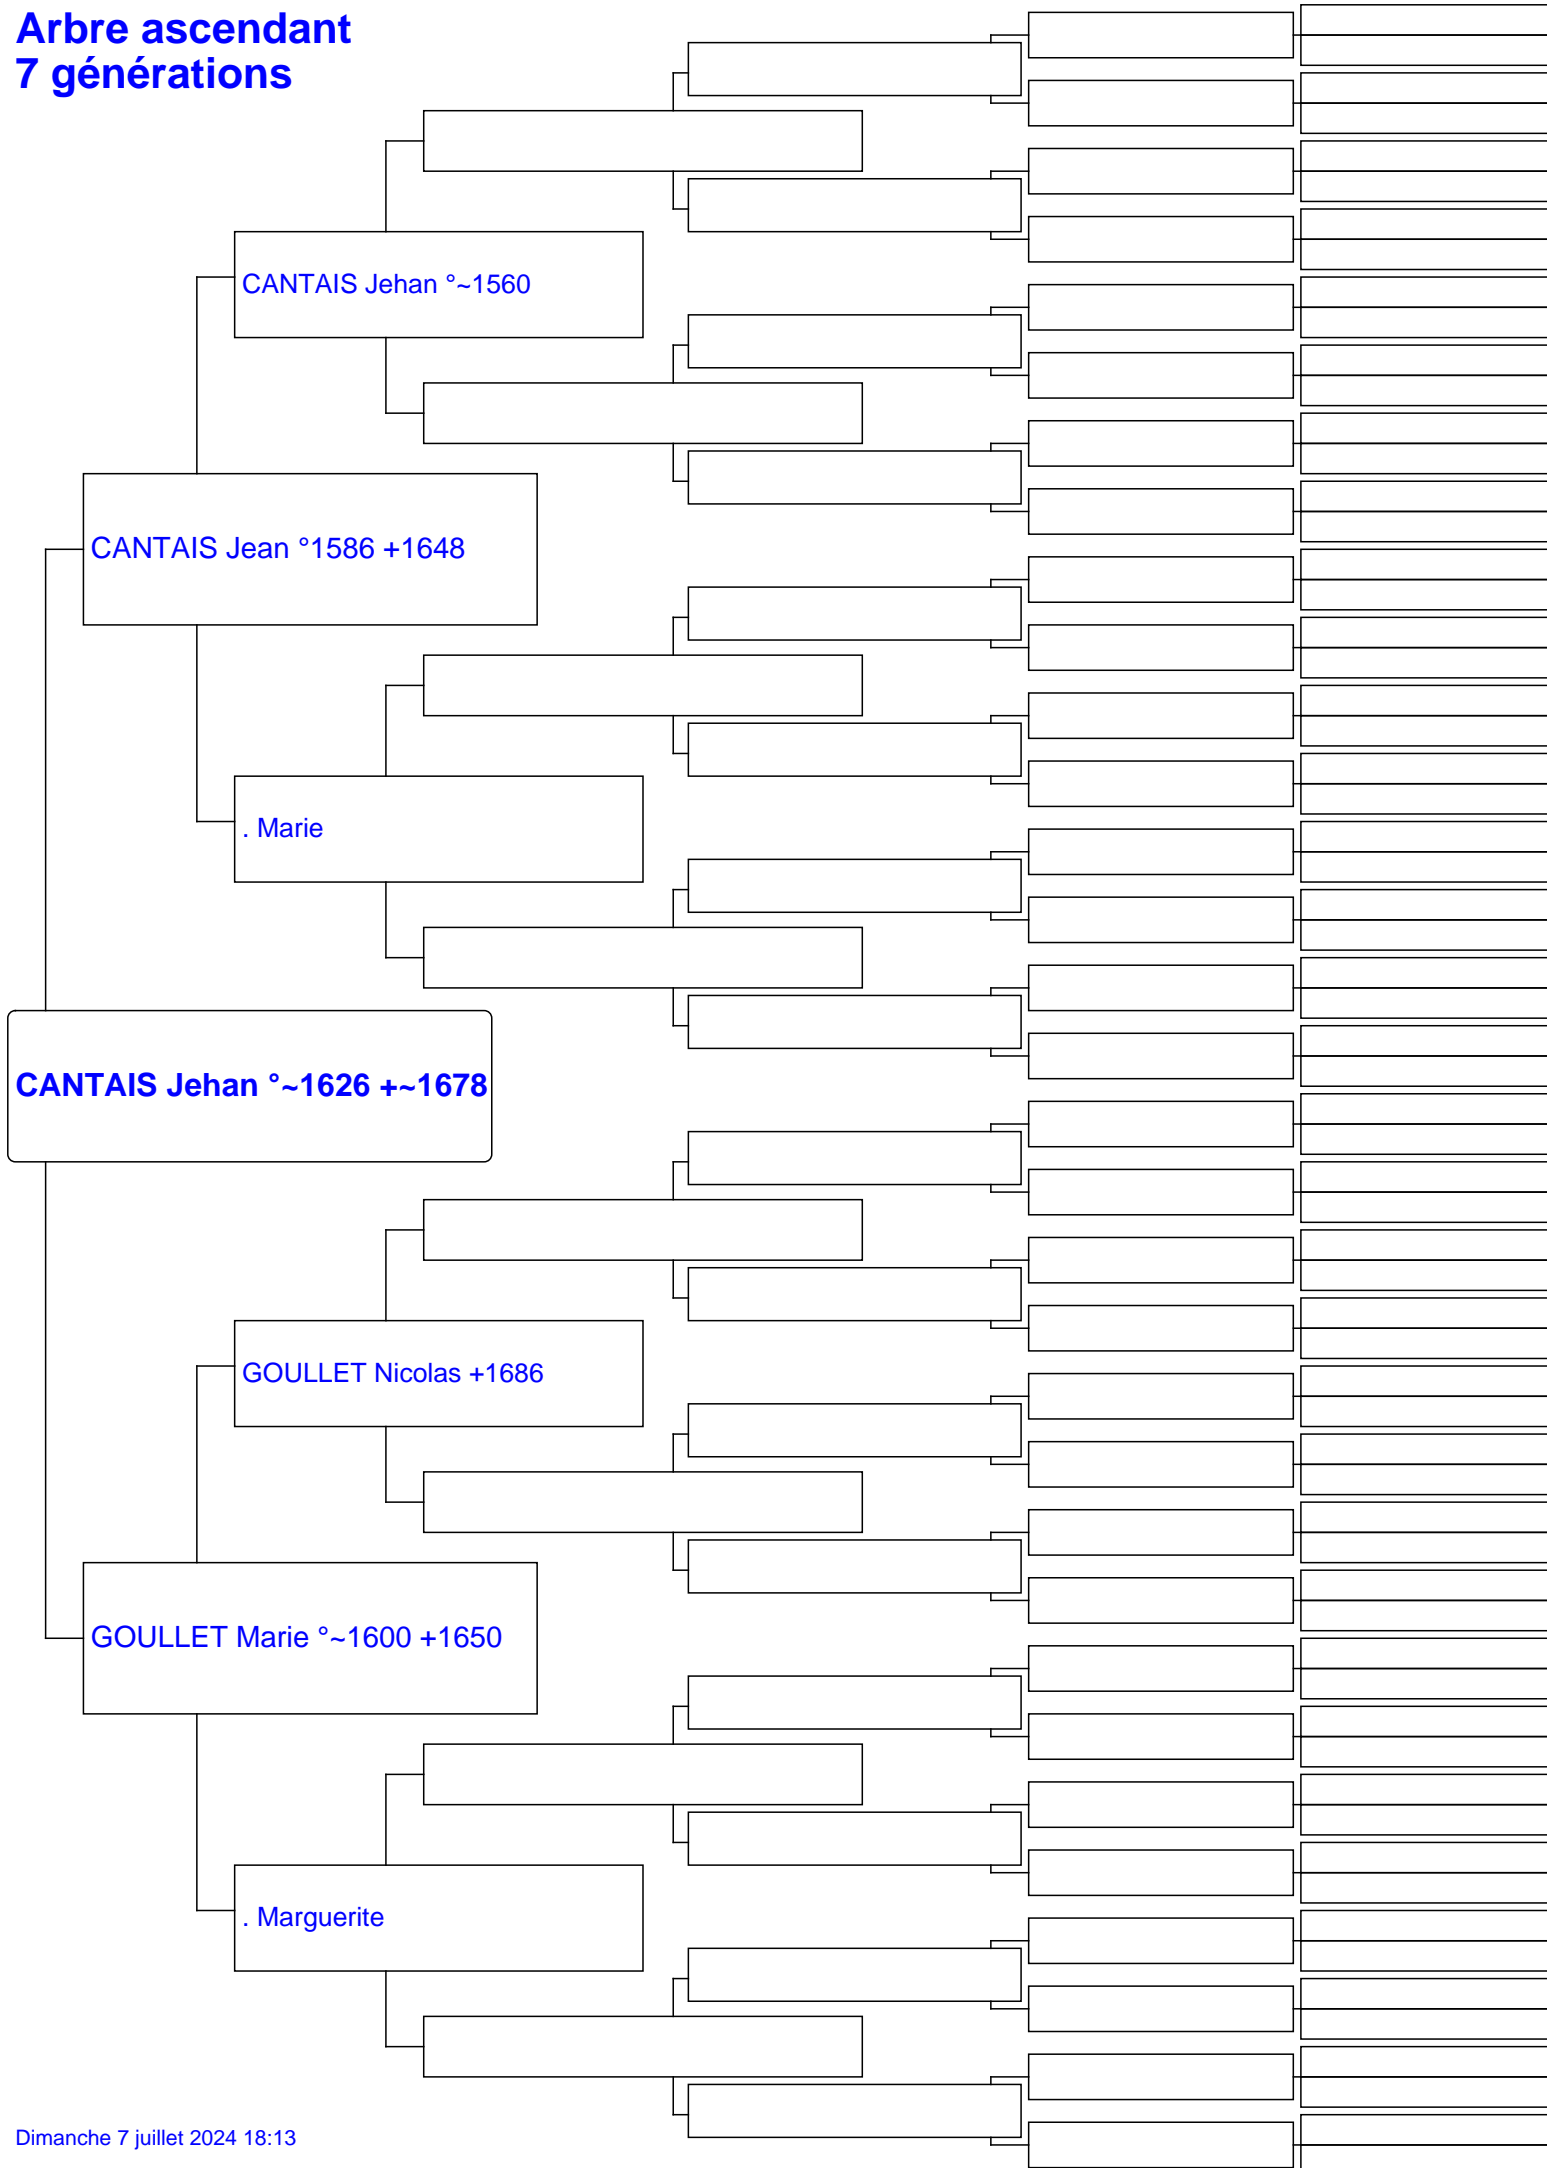 Arbre ascendant
7 générations
CANTAIS Jehan °~1560
CANTAIS Jean °1586 +1648
. Marie
CANTAIS Jehan °~1626 +~1678
GOULLET Nicolas +1686
GOULLET Marie °~1600 +1650
. Marguerite
Dimanche 7 juillet 2024 18:13